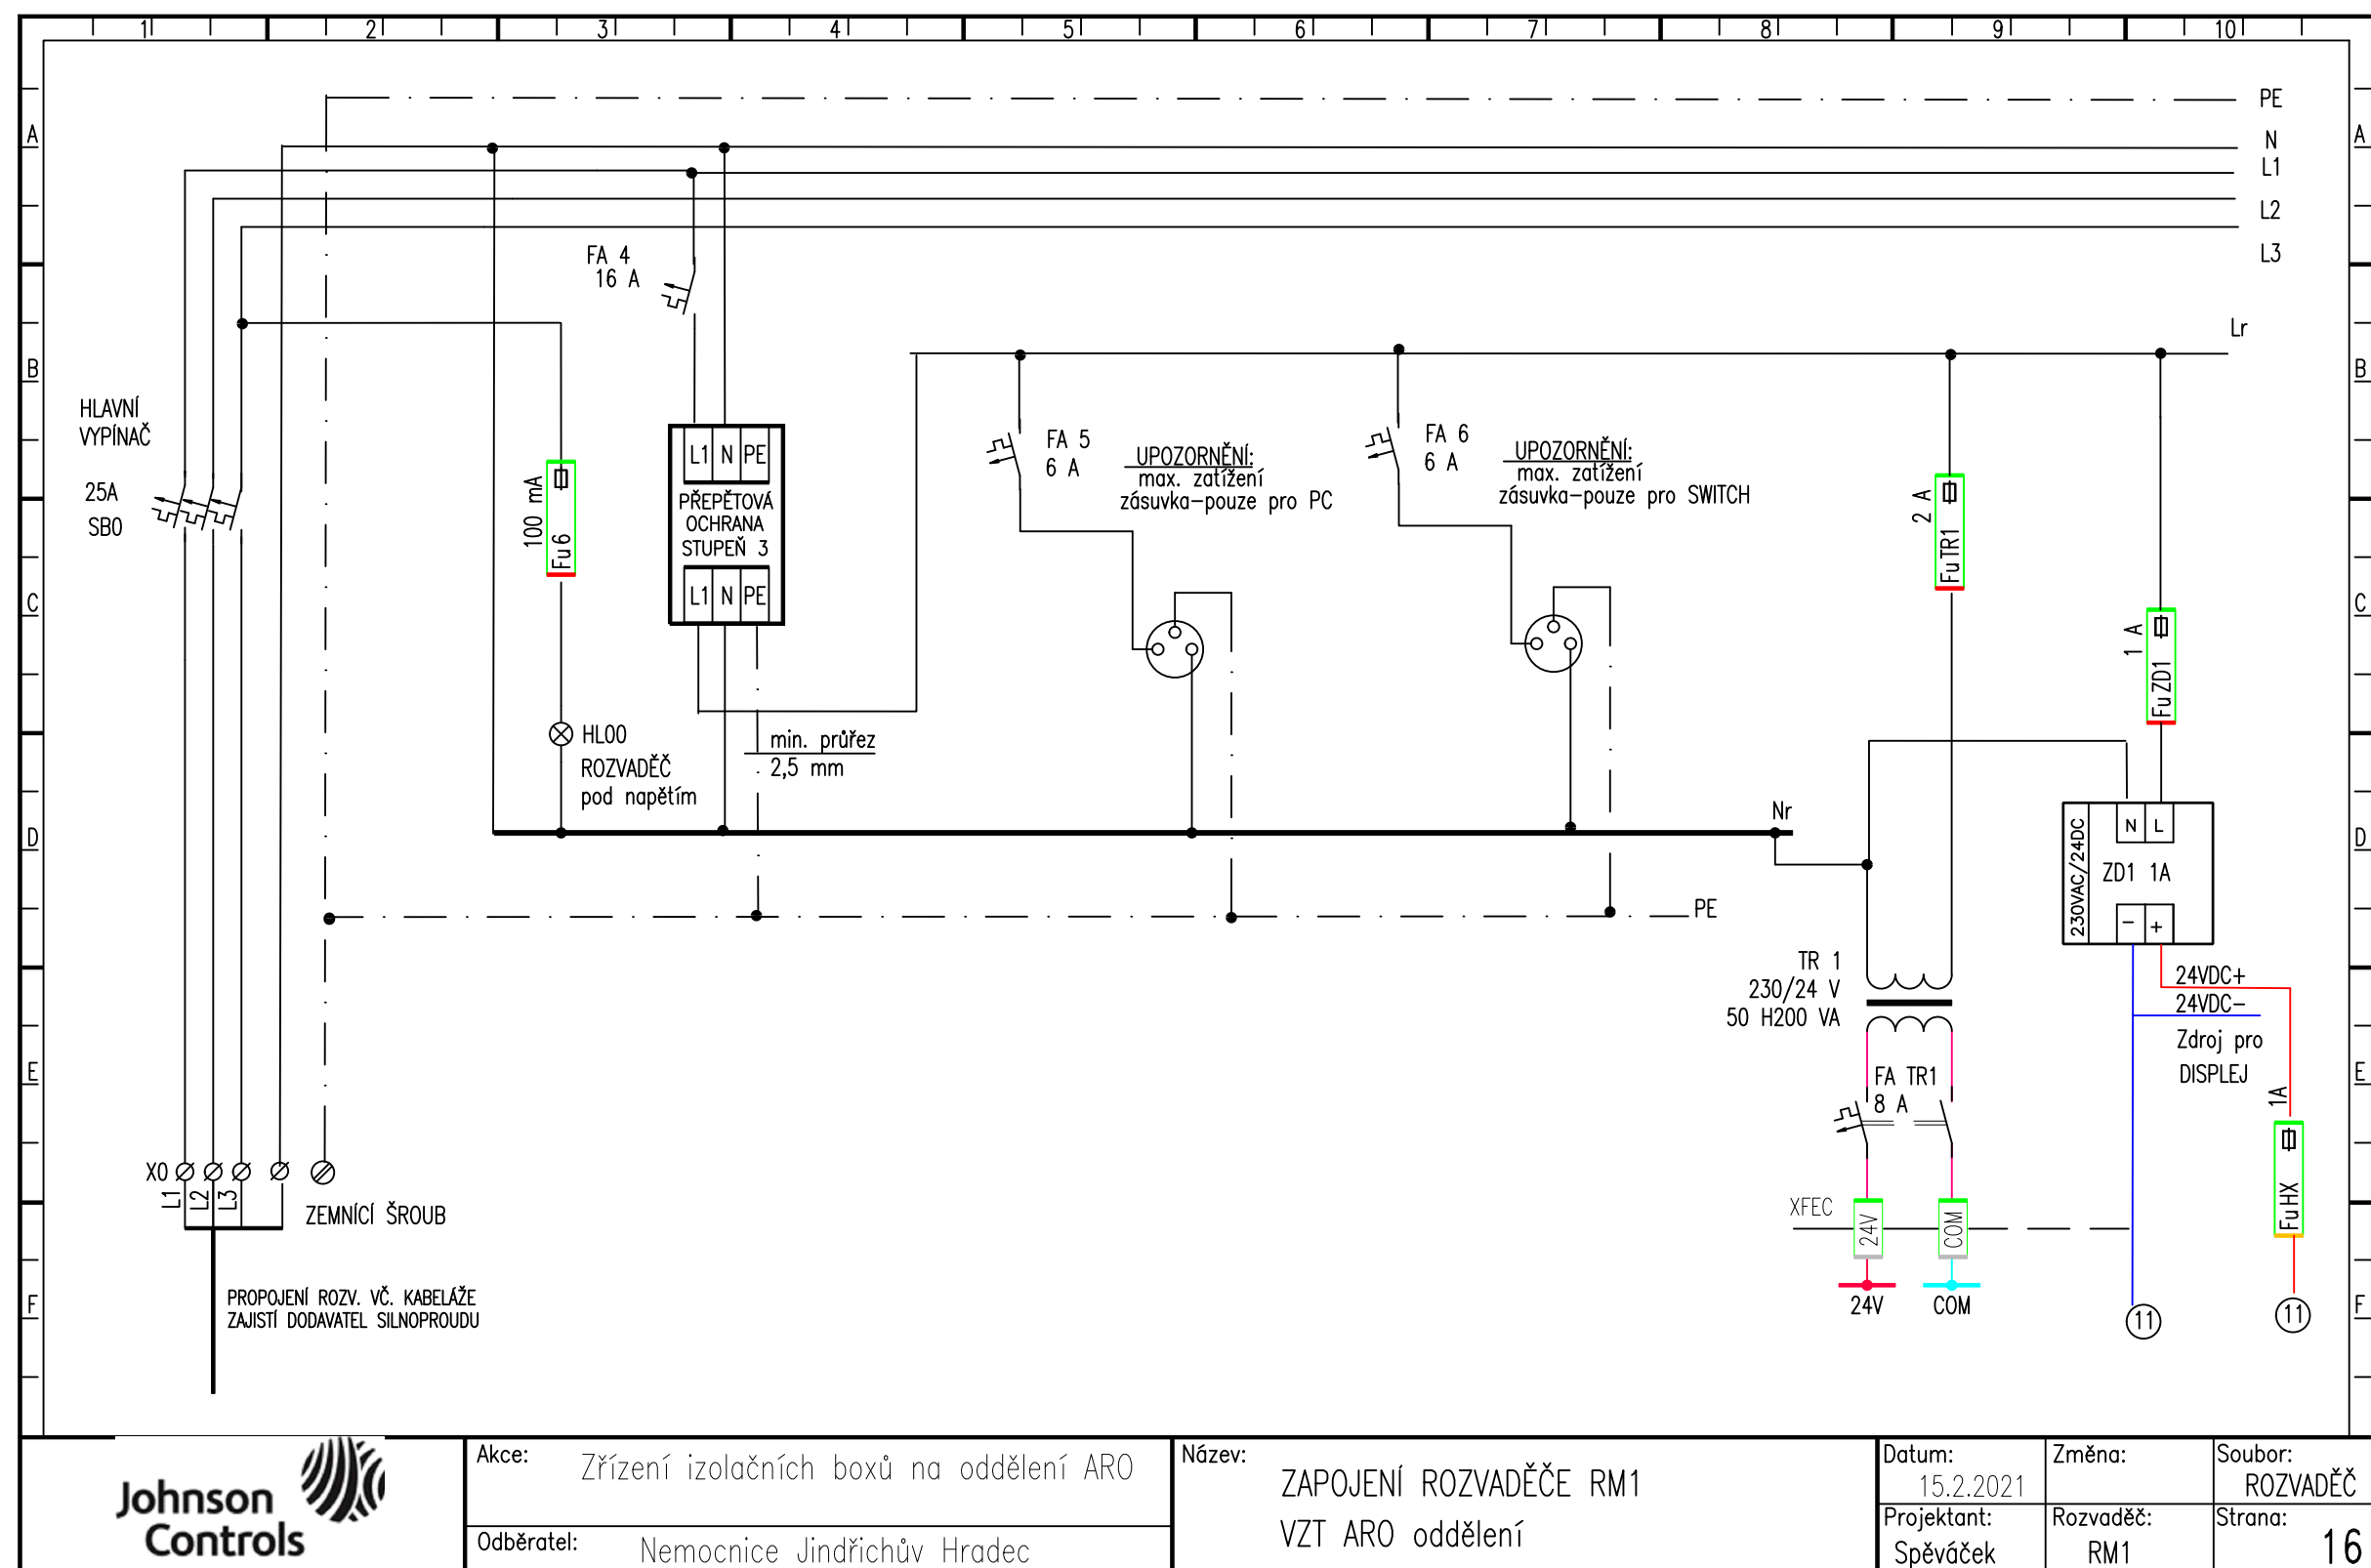 1 2 3 4 5 6 7 8 9 10
PE
A N A
L1
L2
FA 4
16 A
L3
Lr
B B
HLAVNÍ
VYPÍNAČ
25A
SB0
100 mA
Fu6
L1 N PE
PŘEPĚTOVÁ
OCHRANA
STUPEŇ 3
L1 N PE
FA 5
6 A
UPOZORNĚNÍ:
max. zatížení
zásuvka-pouze pro PC
FA 6
6 A
UPOZORNĚNÍ:
max. zatížení
zásuvka-pouze pro SWITCH
2 A
FuTR1
C C
1 A
FuZD1
HL00
ROZVADĚČ
pod napětím
min. průřez
2,5 mm
Nr
D D
230VAC/24DC
N L
ZD1 1A
- +
PE
TR 1
230/24 V
50 H200 VA
24VDC+
24VDC-
Zdroj pro
DISPLEJ
E E
FA TR1
8 A
1A
FuHX
X0
L1 L2 L3
ZEMNÍCÍ ŠROUB
XFEC
24V COM
PROPOJENÍ ROZV. VČ. KABELÁŽE
ZAJISTÍ DODAVATEL SILNOPROUDU
F F
24V COM
11 11
Johnson
Controls
Akce: Zřízení izolačních boxů na oddělení ARO
Odběratel: Nemocnice Jindřichův Hradec
Název:
ZAPOJENÍ ROZVADĚČE RM1
VZT ARO oddělení
Datum:
15.2.2021
Změna:
Soubor:
ROZVADĚČ
Projektant:
Spěváček
Rozvaděč:
RM1
Strana:
16